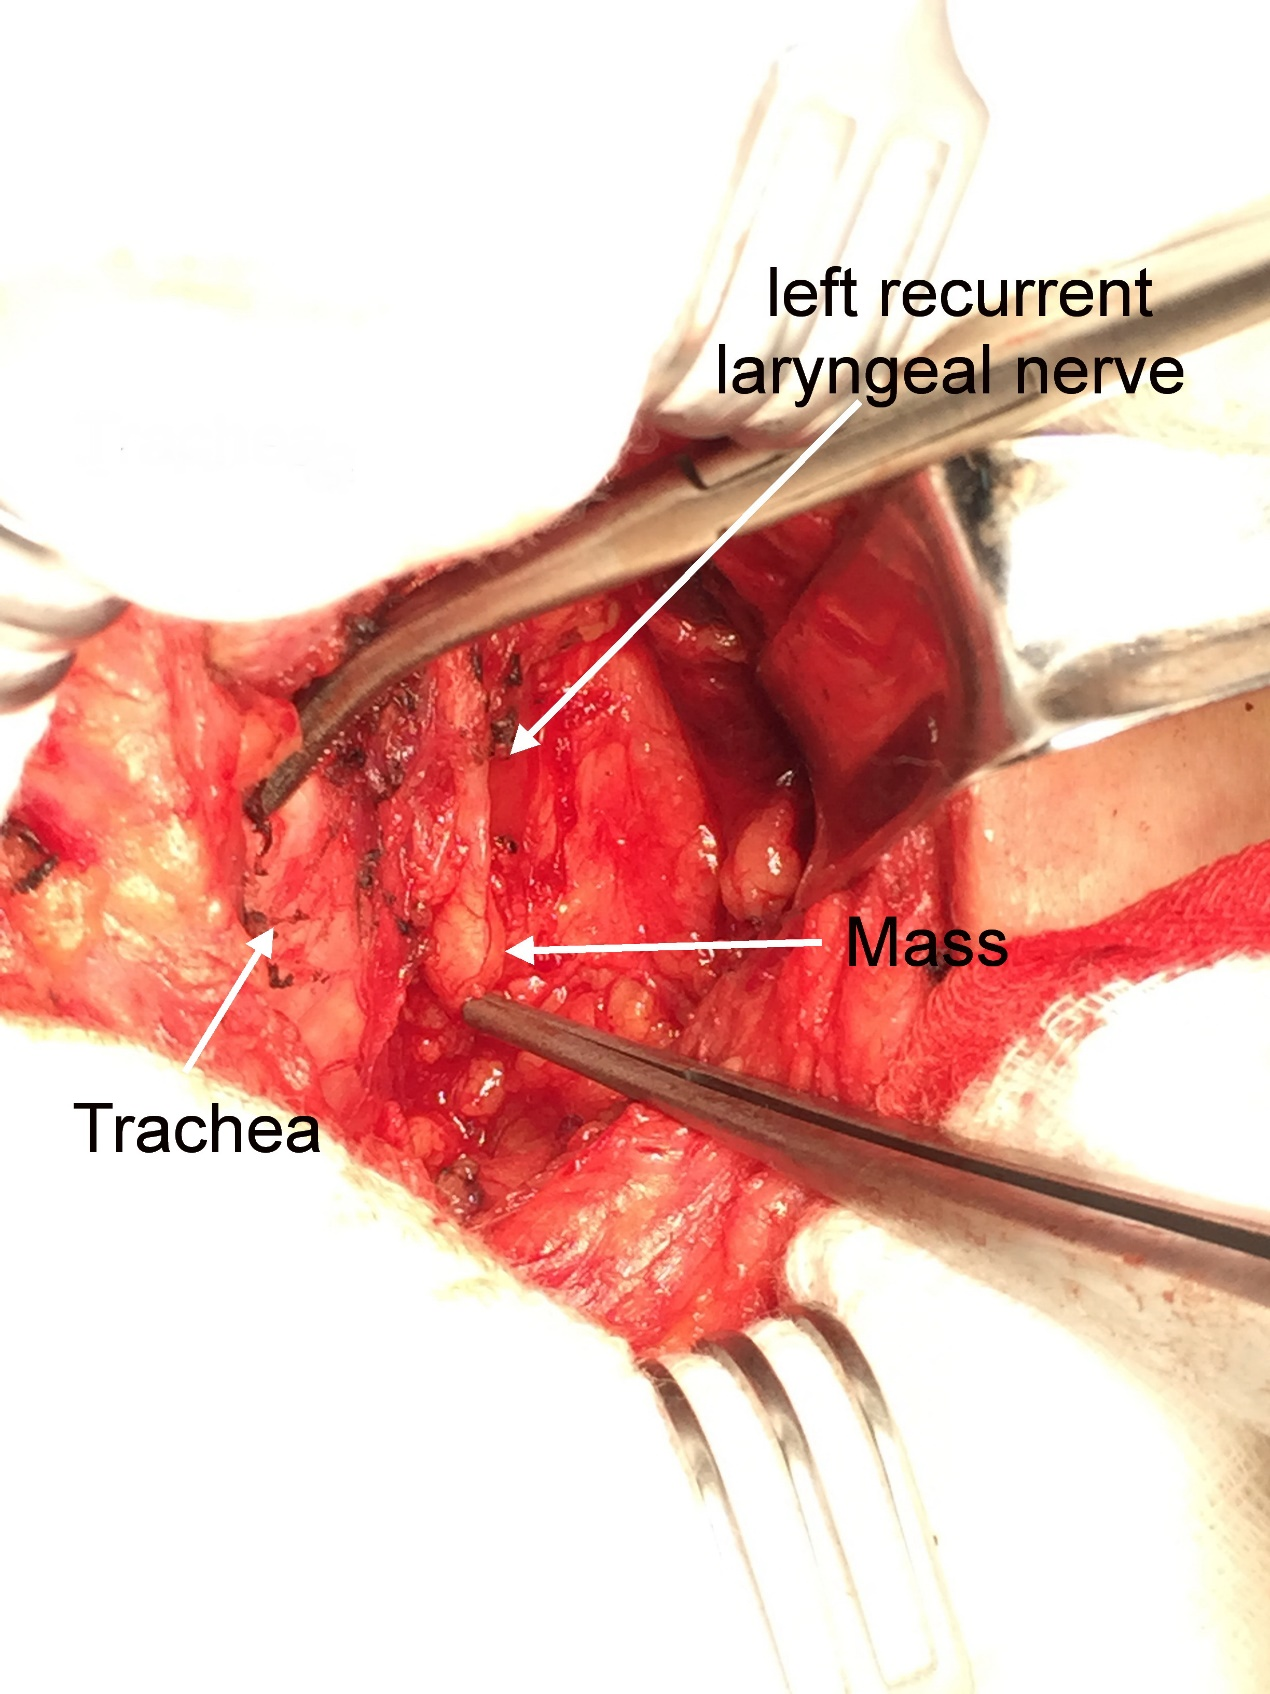 left recurrent
laryngeal nerve
Mass
Trachea